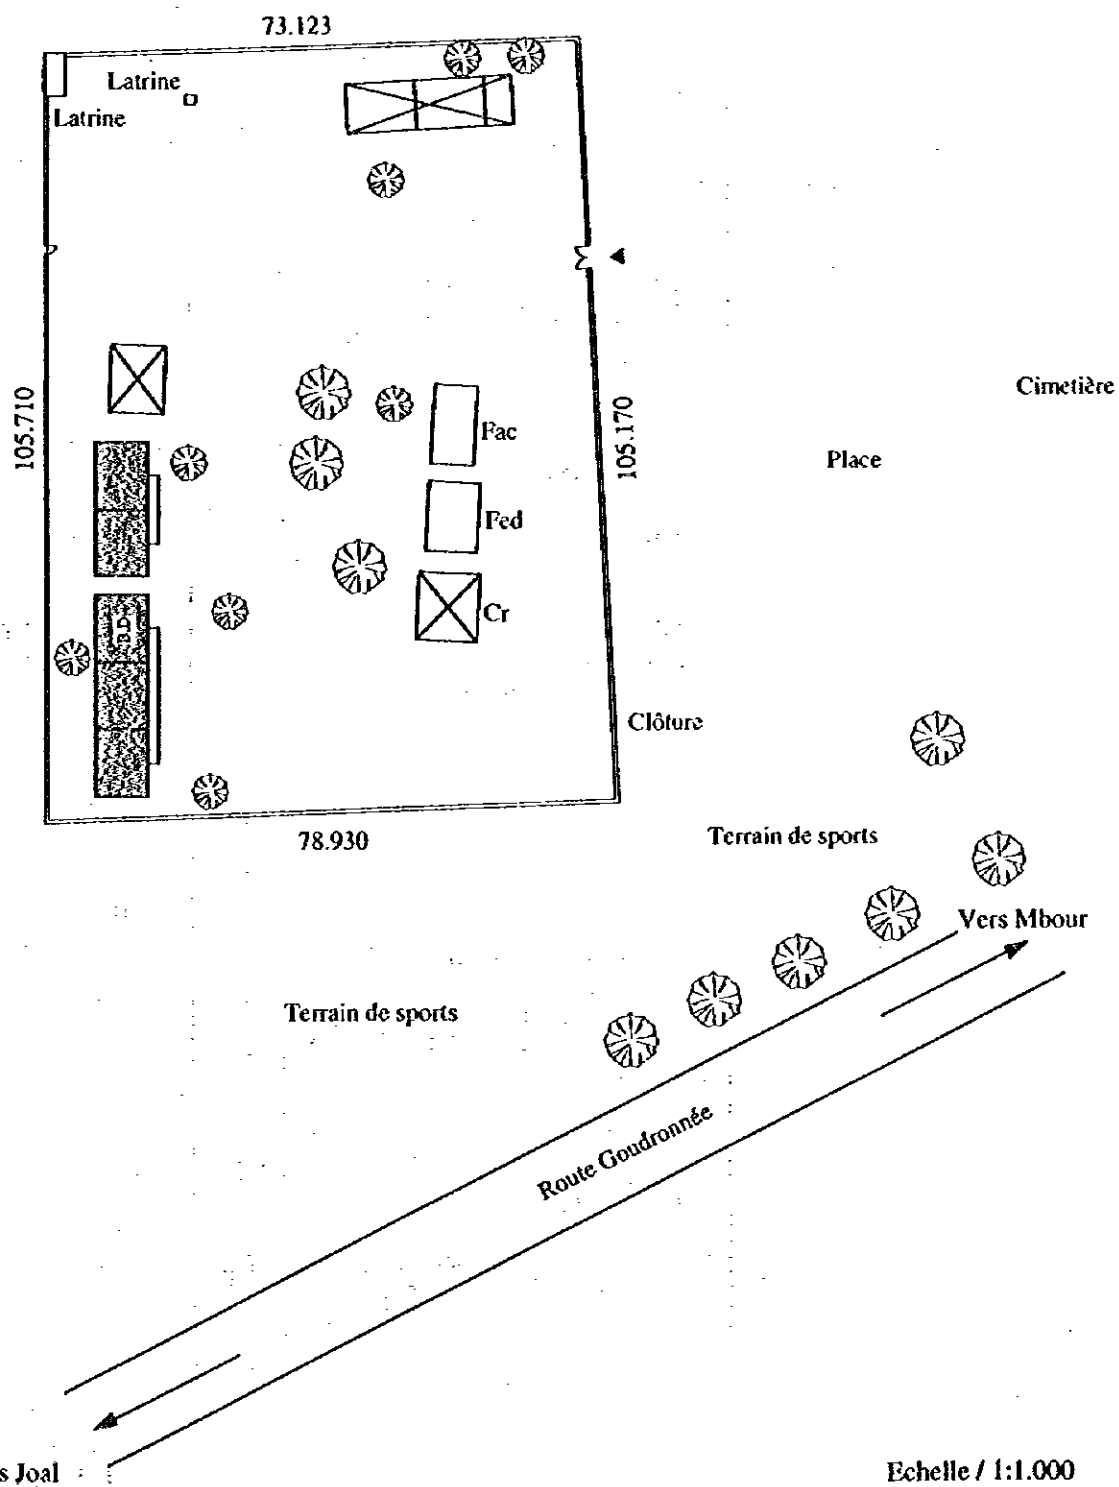 73.123
Latrine
Latrine
105.710
105.170
Cimetière
Fac
Place
Fed
Cr
B.D
Clôture
78.930
Terrain de sports
Vers Mbour
Terrain de sports
Route Goudronnée
s Joal
Echelle / 1:1.000